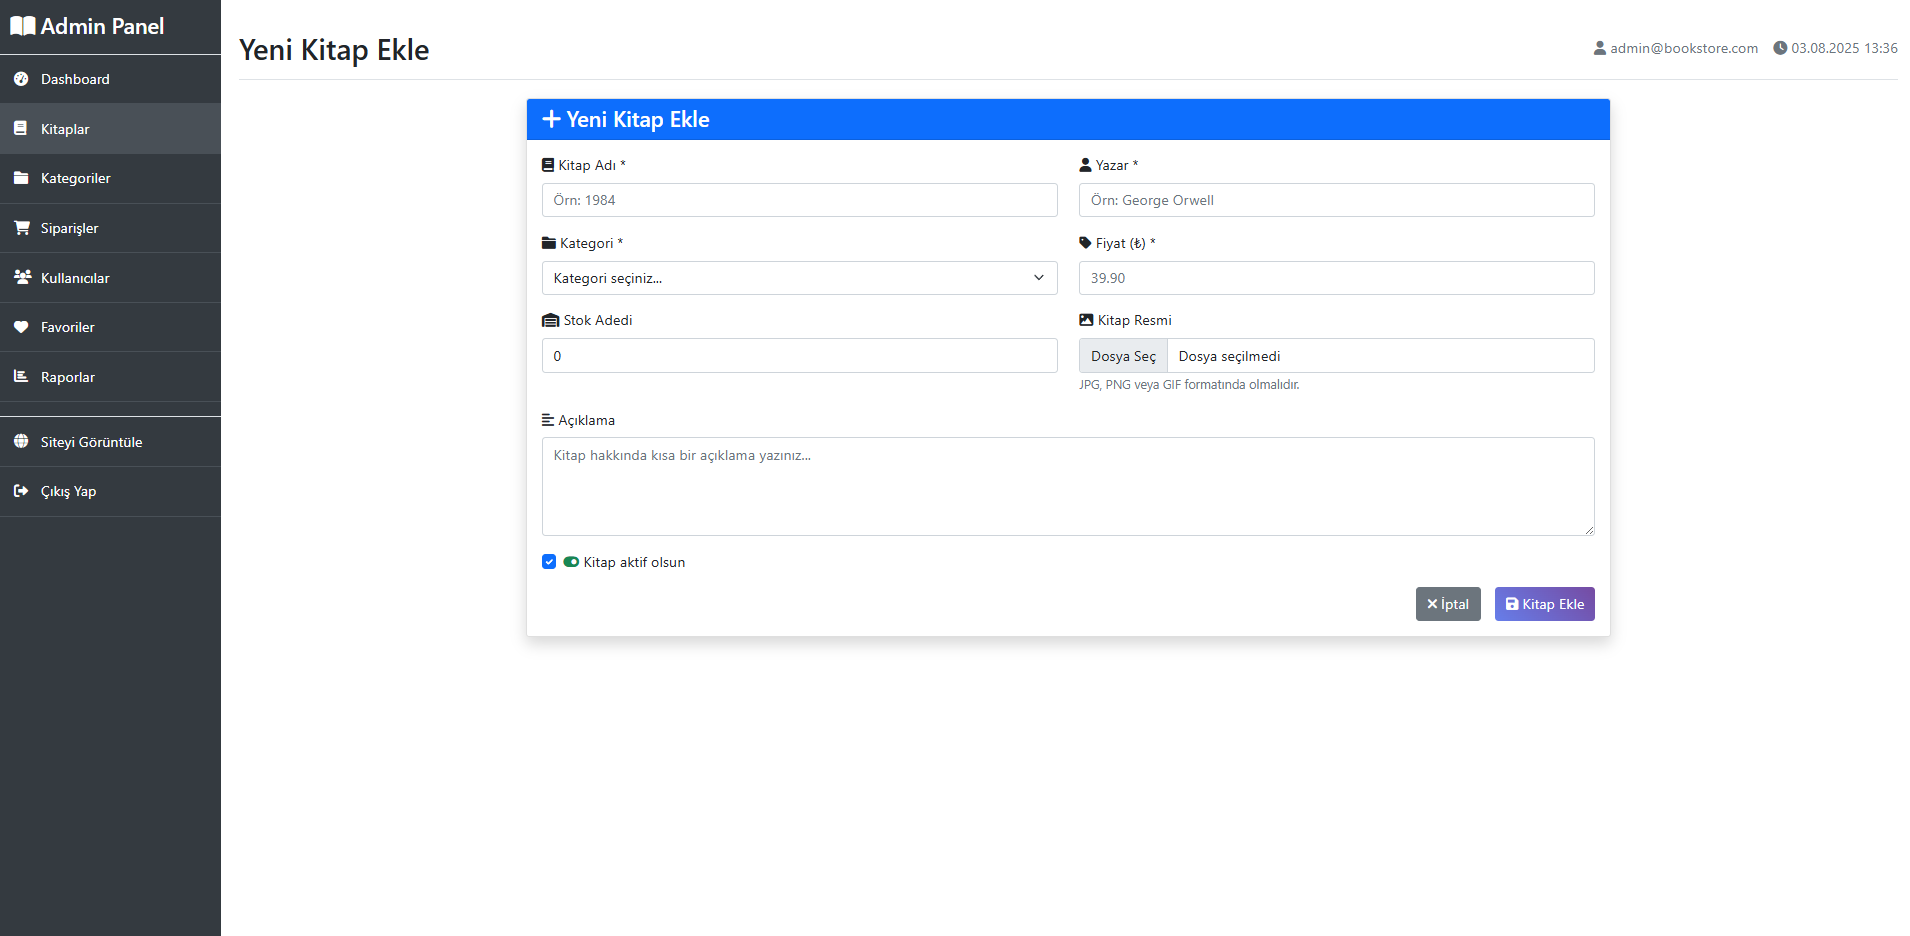 Admin Panel
Dashboard
Kitaplar
Kategoriler
Siparişler
Kullanıcılar
Favoriler
Raporlar
Siteyi Görüntüle
Çıkış Yap
Yeni Kitap Ekle
admin@bookstore.com 03.08.2025 13:36
Yeni Kitap Ekle
Kitap Adı *
Örn: 1984
Yazar *
Örn: George Orwell
Kategori *
Kategori seçiniz...
Fiyat (₺) *
39.90
Stok Adedi
0
Kitap Resmi
Dosya Seç Dosya seçilmedi
JPG, PNG veya GIF formatında olmalıdır.
Açıklama
Kitap hakkında kısa bir açıklama yazınız...
Kitap aktif olsun
İptal Kitap Ekle